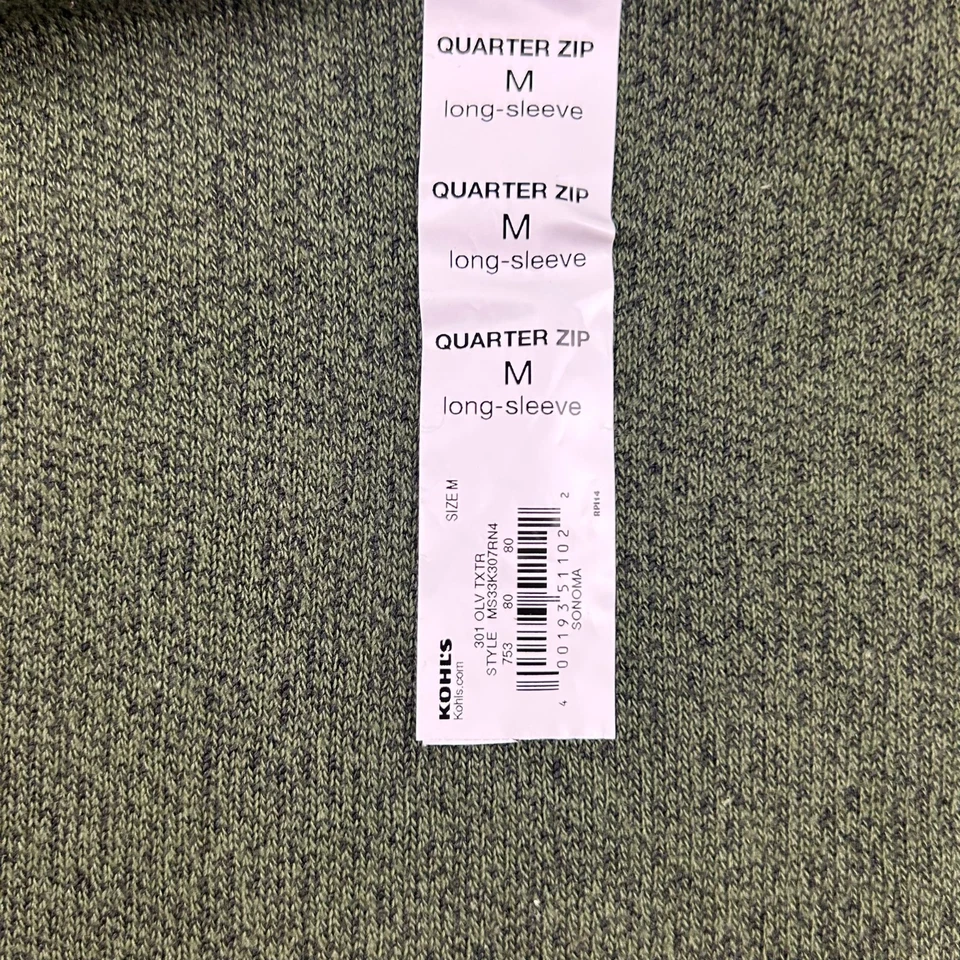 QUARTER ZIP
M
long-sleeve
QUARTER ZIP
M
long-sleeve
QUARTER ZIP
M
long-sleeve
SIZE M
KOHL'S
Kohls.com
301 OLV TXTR
STYLE MS33K307RN4
753 80 80
4 00193 51102 2
SONOMA
RPI14